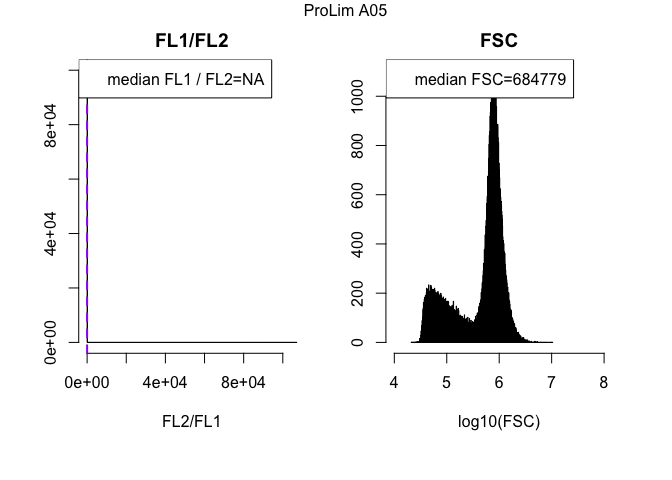 ProLim A05
FL1/FL2
median FL1 / FL2=NA
0e+00
4e+04
8e+04
0e+00 4e+04 8e+04
FL2/FL1
FSC
median FSC=684779
1000
800
600
400
200
0
4 5 6 7 8
log10(FSC)